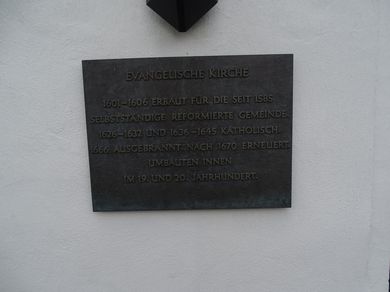 EVANGELISCHE KIRCHE
1601-1606 ERBAUT FÜR DIE SEIT 1585
SELBSTSTÄNDIGE REFORMIERTE GEMEINDE.
1626-1632 UND 1636-1645 KATHOLISCH.
1666 AUSGEBRANNT. NACH 1670 ERNEUERT.
UMBAUTEN INNEN
IM 19. UND 20. JAHRHUNDERT.